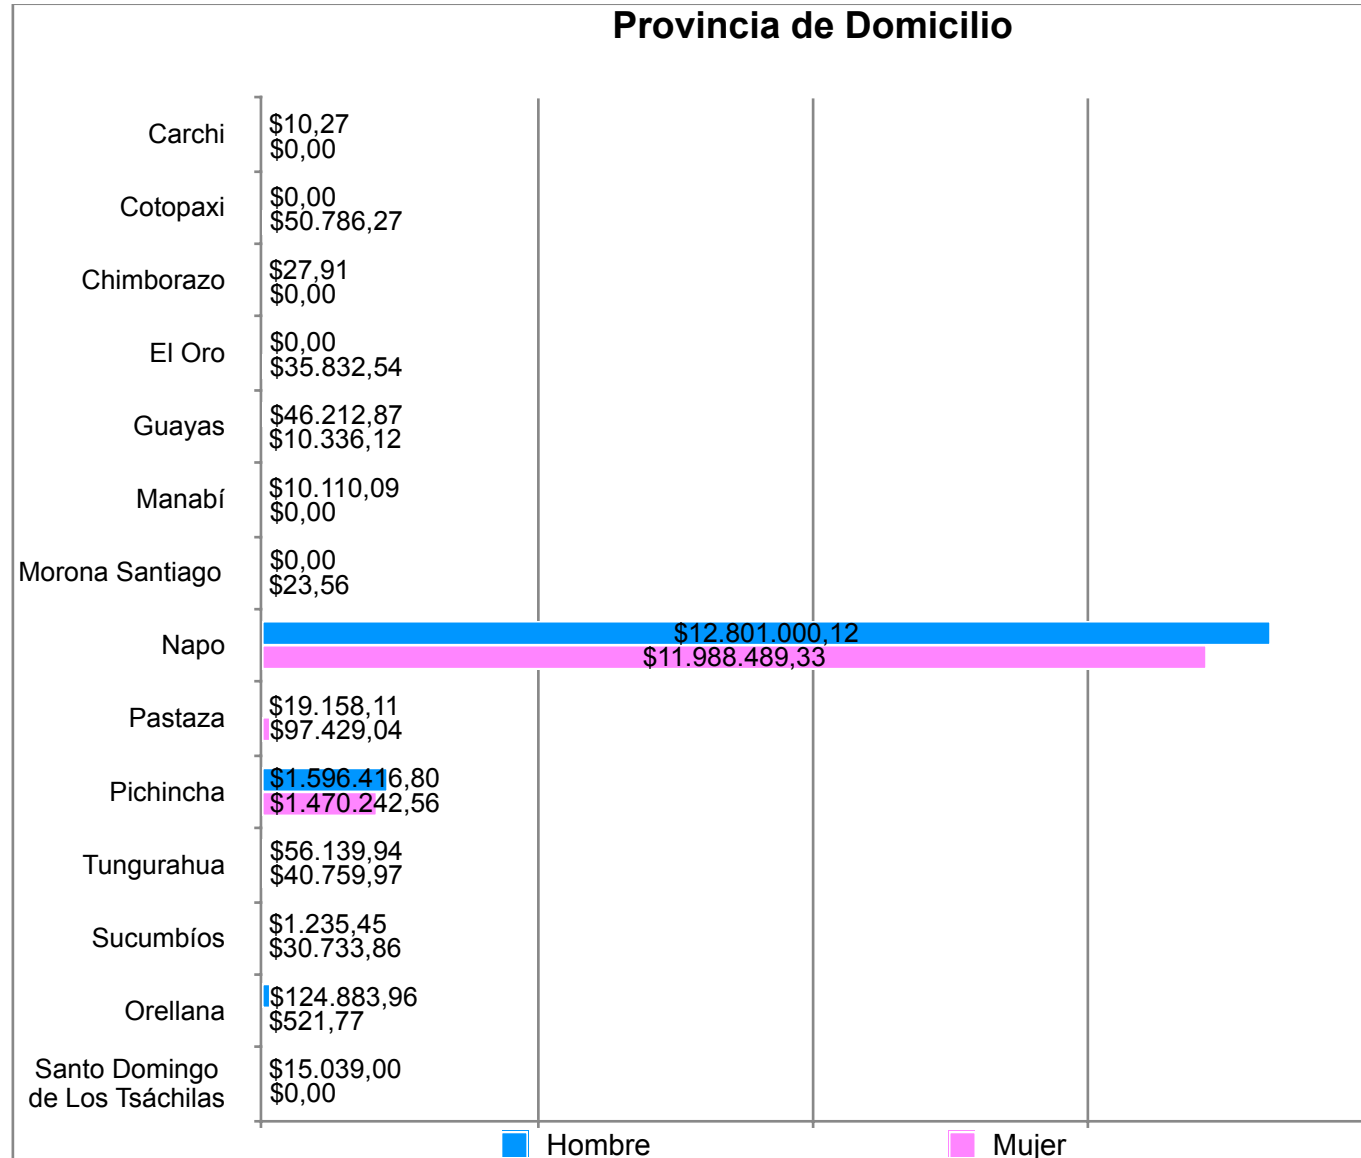 Provincia de Domicilio
Carchi
$10,27
$0,00
Cotopaxi
$0,00
$50.786,27
Chimborazo
$27,91
$0,00
El Oro
$0,00
$35.832,54
Guayas
$46.212,87
$10.336,12
Manabí
$10.110,09
$0,00
Morona Santiago
$0,00
$23,56
Napo
$12.801.000,12
$11.988.489,33
Pastaza
$19.158,11
$97.429,04
Pichincha
$1.596.416,80
$1.470.242,56
Tungurahua
$56.139,94
$40.759,97
Sucumbíos
$1.235,45
$30.733,86
Orellana
$124.883,96
$521,77
Santo Domingo
de Los Tsáchilas
$15.039,00
$0,00
Hombre
Mujer